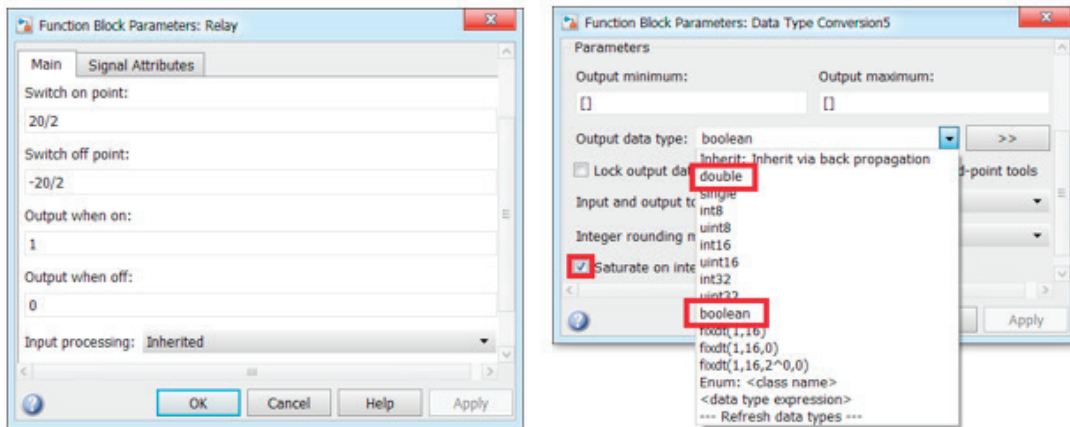 Function Block Parameters: Relay
Main Signal Attributes
Switch on point:
20/2
Switch off point:
-20/2
Output when on:
1
Output when off:
0
Input processing: Inherited
OK Cancel Help Apply
Function Block Parameters: Data Type Conversion5
Parameters
Output minimum: Output maximum:
[] []
Output data type: boolean >>
Inherit: Inherit via back propagation
Lock output da d-point tools
double
single
Input and output to
int8
uint8
Integer rounding m
int16
uint16
Saturate on inte
int32
uint32
boolean
Apply
fixdt(1,16)
fixdt(1,16,0)
fixdt(1,16,2^0,0)
Enum: <class name>
<data type expression>
--- Refresh data types ---